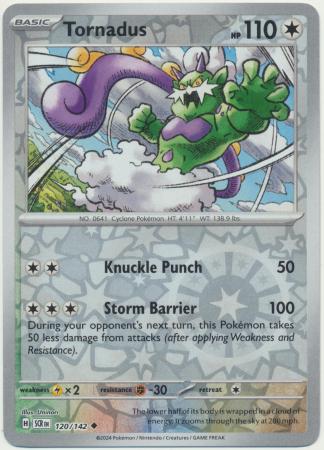 BASIC
Tornadus
HP 110
NO. 0641 Cyclone Pokémon HT: 4'11" WT: 138.9 lbs
Knuckle Punch 50
Storm Barrier 100
During your opponent's next turn, this Pokémon takes
50 less damage from attacks (after applying Weakness and
Resistance).
weakness ×2 resistance -30 retreat
Illus. Uninori
The lower half of its body is wrapped in a cloud of
energy. It zooms through the sky at 200 mph.
H SCR EN 120/142
©2024 Pokémon / Nintendo / Creatures / GAME FREAK